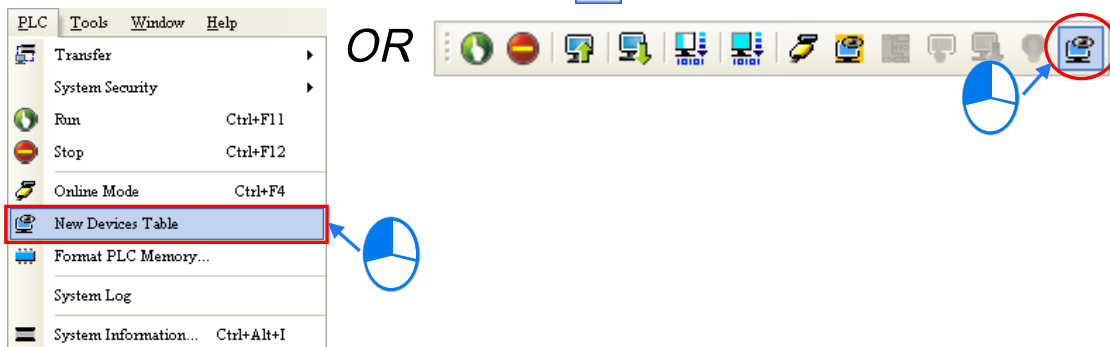 PLC Tools Window Help
OR
Transfer
System Security
Run Ctrl+F11
Stop Ctrl+F12
Online Mode Ctrl+F4
New Devices Table
Format PLC Memory...
System Log
System Information... Ctrl+Alt+I